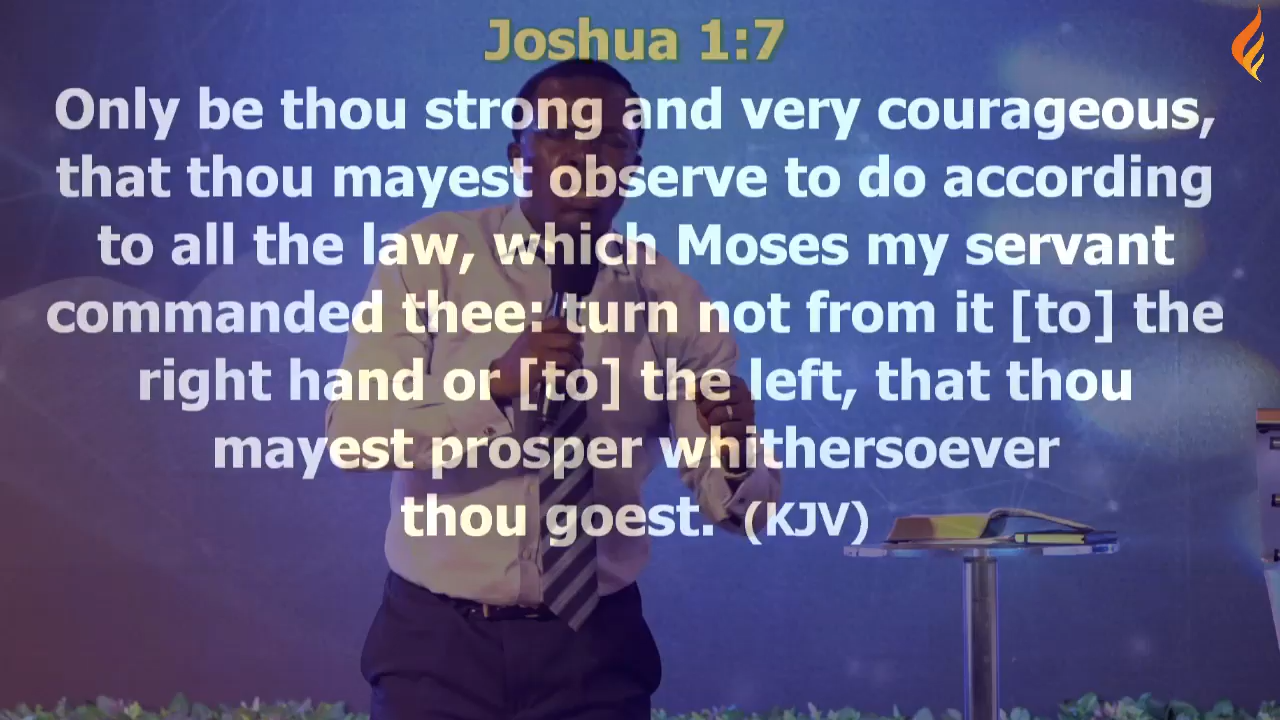 Joshua 1:7
Only be thou strong and very courageous,
that thou mayest observe to do according
to all the law, which Moses my servant
commanded thee: turn not from it [to] the
right hand or [to] the left, that thou
mayest prosper whithersoever
thou goest. (KJV)